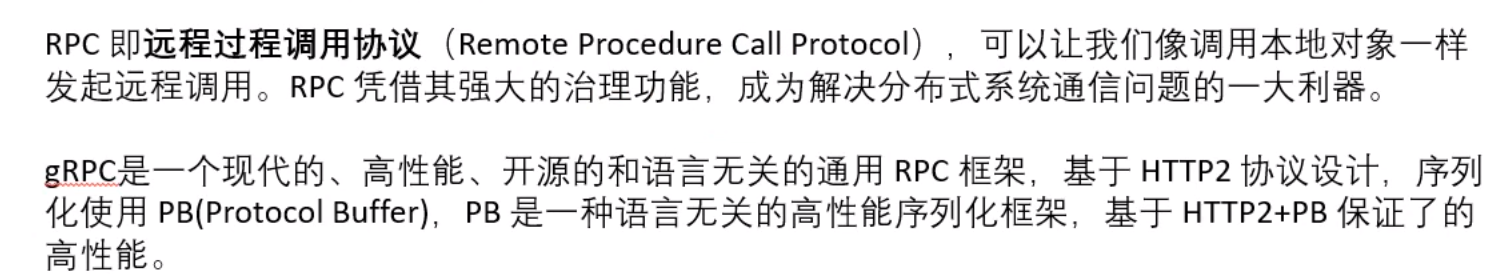 RPC 即远程过程调用协议（Remote Procedure Call Protocol），可以让我们像调用本地对象一样
发起远程调用。RPC 凭借其强大的治理功能，成为解决分布式系统通信问题的一大利器。
gRPC是一个现代的、高性能、开源的和语言无关的通用 RPC 框架，基于 HTTP2 协议设计，序列
化使用 PB(Protocol Buffer)，PB 是一种语言无关的高性能序列化框架，基于 HTTP2+PB 保证了的
高性能。